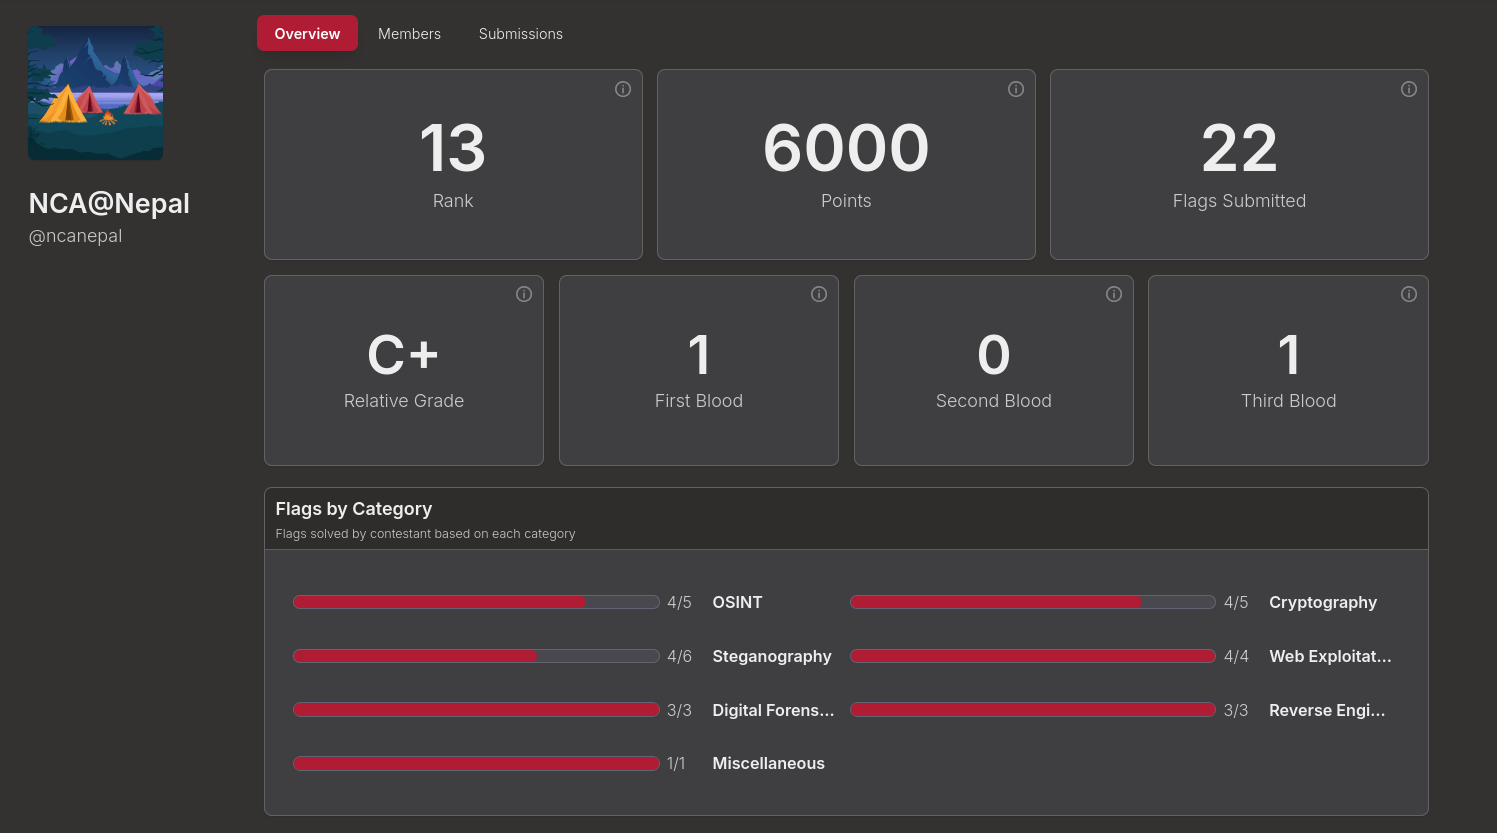 Overview Members Submissions
NCA@Nepal
@ncanepal
13
Rank
6000
Points
22
Flags Submitted
C+
Relative Grade
1
First Blood
0
Second Blood
1
Third Blood
Flags by Category
Flags solved by contestant based on each category
4/5 OSINT
4/5 Cryptography
4/6 Steganography
4/4 Web Exploitat...
3/3 Digital Forens...
3/3 Reverse Engi...
1/1 Miscellaneous